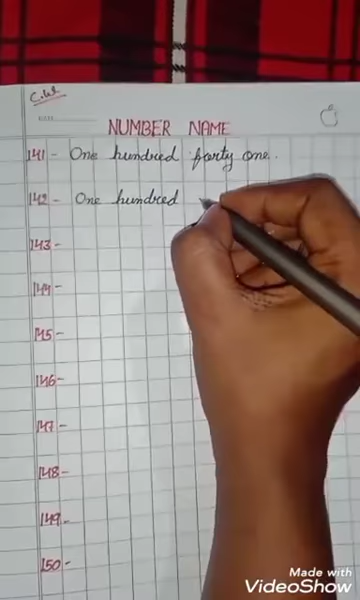 C.W
DATE
NUMBER NAME
141 - One hundred forty one.
142 - One hundred
143 -
144 -
145 -
146 -
147 -
148 -
149 -
150 -
Made with
VideoShow